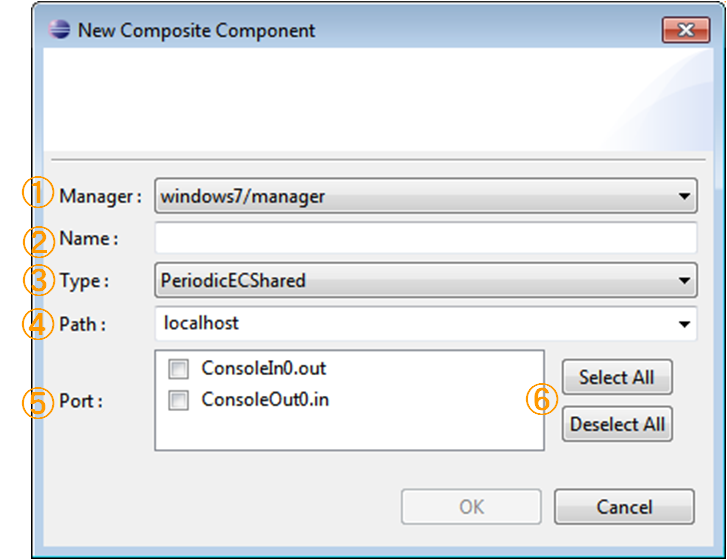 New Composite Component
① Manager : windows7/manager
② Name :
③ Type : PeriodicECShared
④ Path : localhost
ConsoleIn0.out
⑤ Port : ConsoleOut0.in
⑥ Select All
Deselect All
OK Cancel